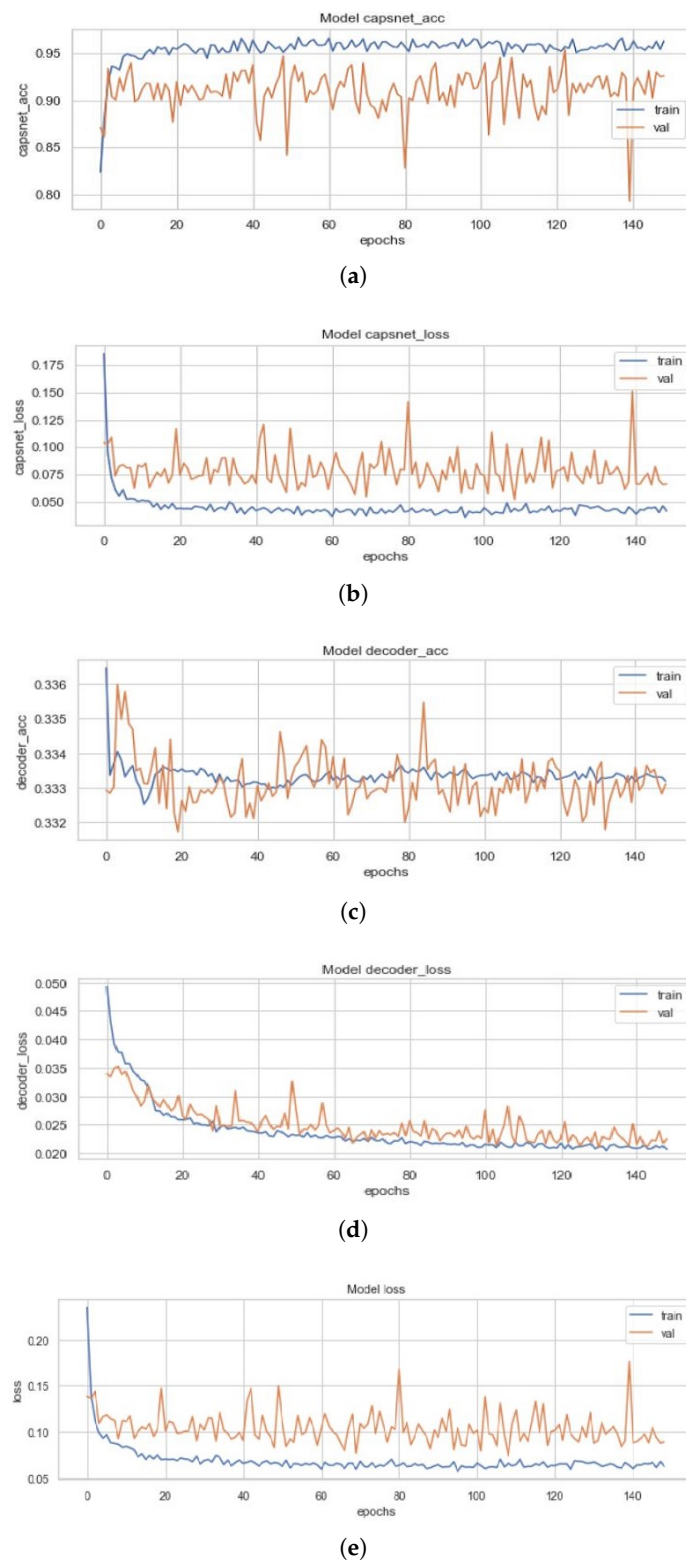 Model capsnet_acc
0.95
0.90
0.85
0.80
capsnet_acc
train
val
0 20 40 60 80 100 120 140
epochs
(a)
Model capsnet_loss
0.175
0.150
0.125
0.100
0.075
0.050
capsnet_loss
train
val
0 20 40 60 80 100 120 140
epochs
(b)
Model decoder_acc
0.336
0.335
0.334
0.333
0.332
decoder_acc
train
val
0 20 40 60 80 100 120 140
epochs
(c)
Model decoder_loss
0.050
0.045
0.040
0.035
0.030
0.025
0.020
decoder_loss
train
val
0 20 40 60 80 100 120 140
epochs
(d)
Model loss
0.20
0.15
0.10
0.05
loss
train
val
0 20 40 60 80 100 120 140
epochs
(e)